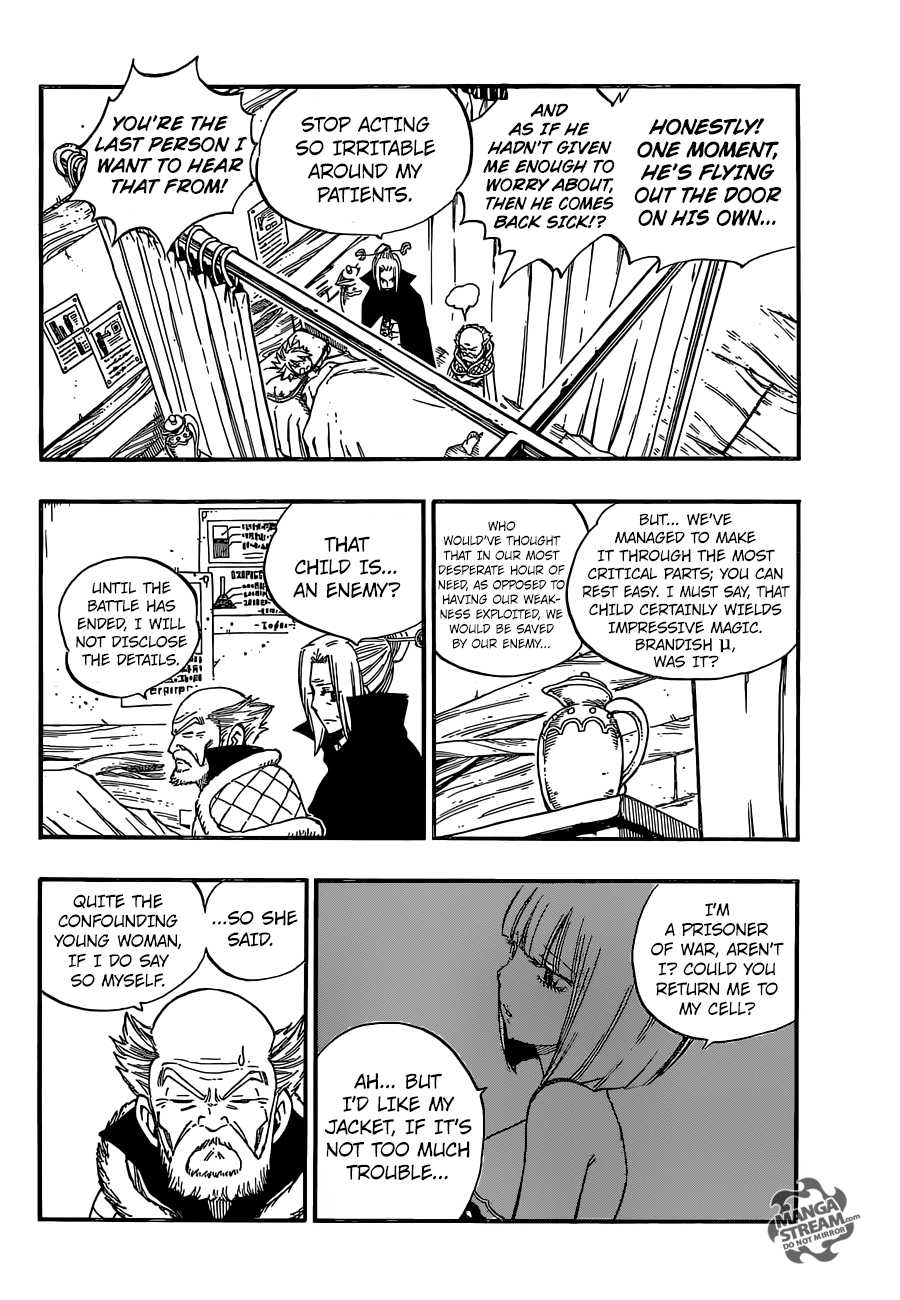 HONESTLY!
ONE MOMENT,
HE'S FLYING
OUT THE DOOR
ON HIS OWN...
AND
AS IF HE
HADN'T GIVEN
ME ENOUGH TO
WORRY ABOUT,
THEN HE COMES
BACK SICK!?
STOP ACTING
SO IRRITABLE
AROUND MY
PATIENTS.
YOU'RE THE
LAST PERSON I
WANT TO HEAR
THAT FROM!
BUT... WE'VE
MANAGED TO MAKE
IT THROUGH THE MOST
CRITICAL PARTS; YOU CAN
REST EASY. I MUST SAY, THAT
CHILD CERTAINLY WIELDS
IMPRESSIVE MAGIC.
BRANDISH μ,
WAS IT?
WHO
WOULD'VE THOUGHT
THAT IN OUR MOST
DESPERATE HOUR OF
NEED, AS OPPOSED TO
HAVING OUR WEAK-
NESS EXPLOITED, WE
WOULD BE SAVED
BY OUR ENEMY...
THAT
CHILD IS...
AN ENEMY?
UNTIL THE
BATTLE HAS
ENDED, I WILL
NOT DISCLOSE
THE DETAILS.
I'M
A PRISONER
OF WAR, AREN'T
I? COULD YOU
RETURN ME TO
MY CELL?
AH... BUT
I'D LIKE MY
JACKET, IF IT'S
NOT TOO MUCH
TROUBLE...
...SO SHE
SAID.
QUITE THE
CONFOUNDING
YOUNG WOMAN,
IF I DO SAY
SO MYSELF.
MANGA
STREAM.com
DO NOT MIRROR